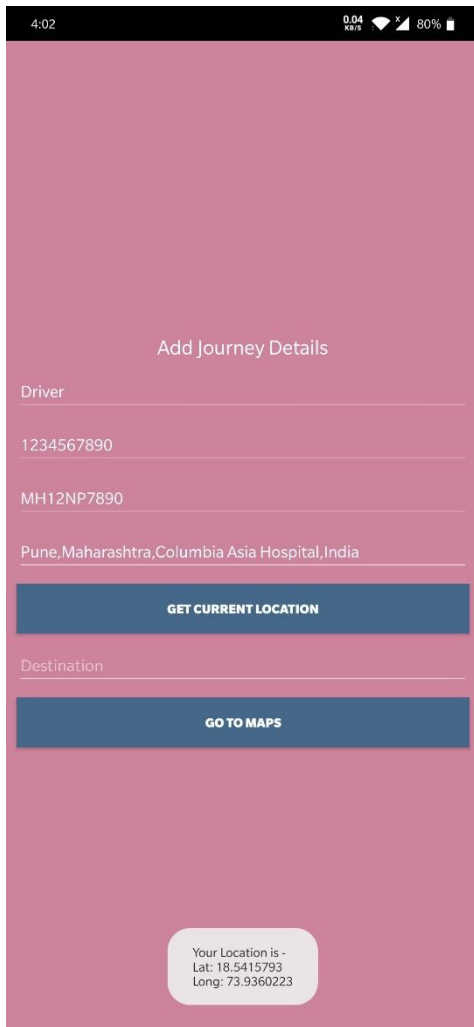 4:02
0.04
KB/S
X
80%
Add Journey Details
Driver
1234567890
MH12NP7890
Pune,Maharashtra,Columbia Asia Hospital,India
GET CURRENT LOCATION
Destination
GO TO MAPS
Your Location is -
Lat: 18.5415793
Long: 73.9360223